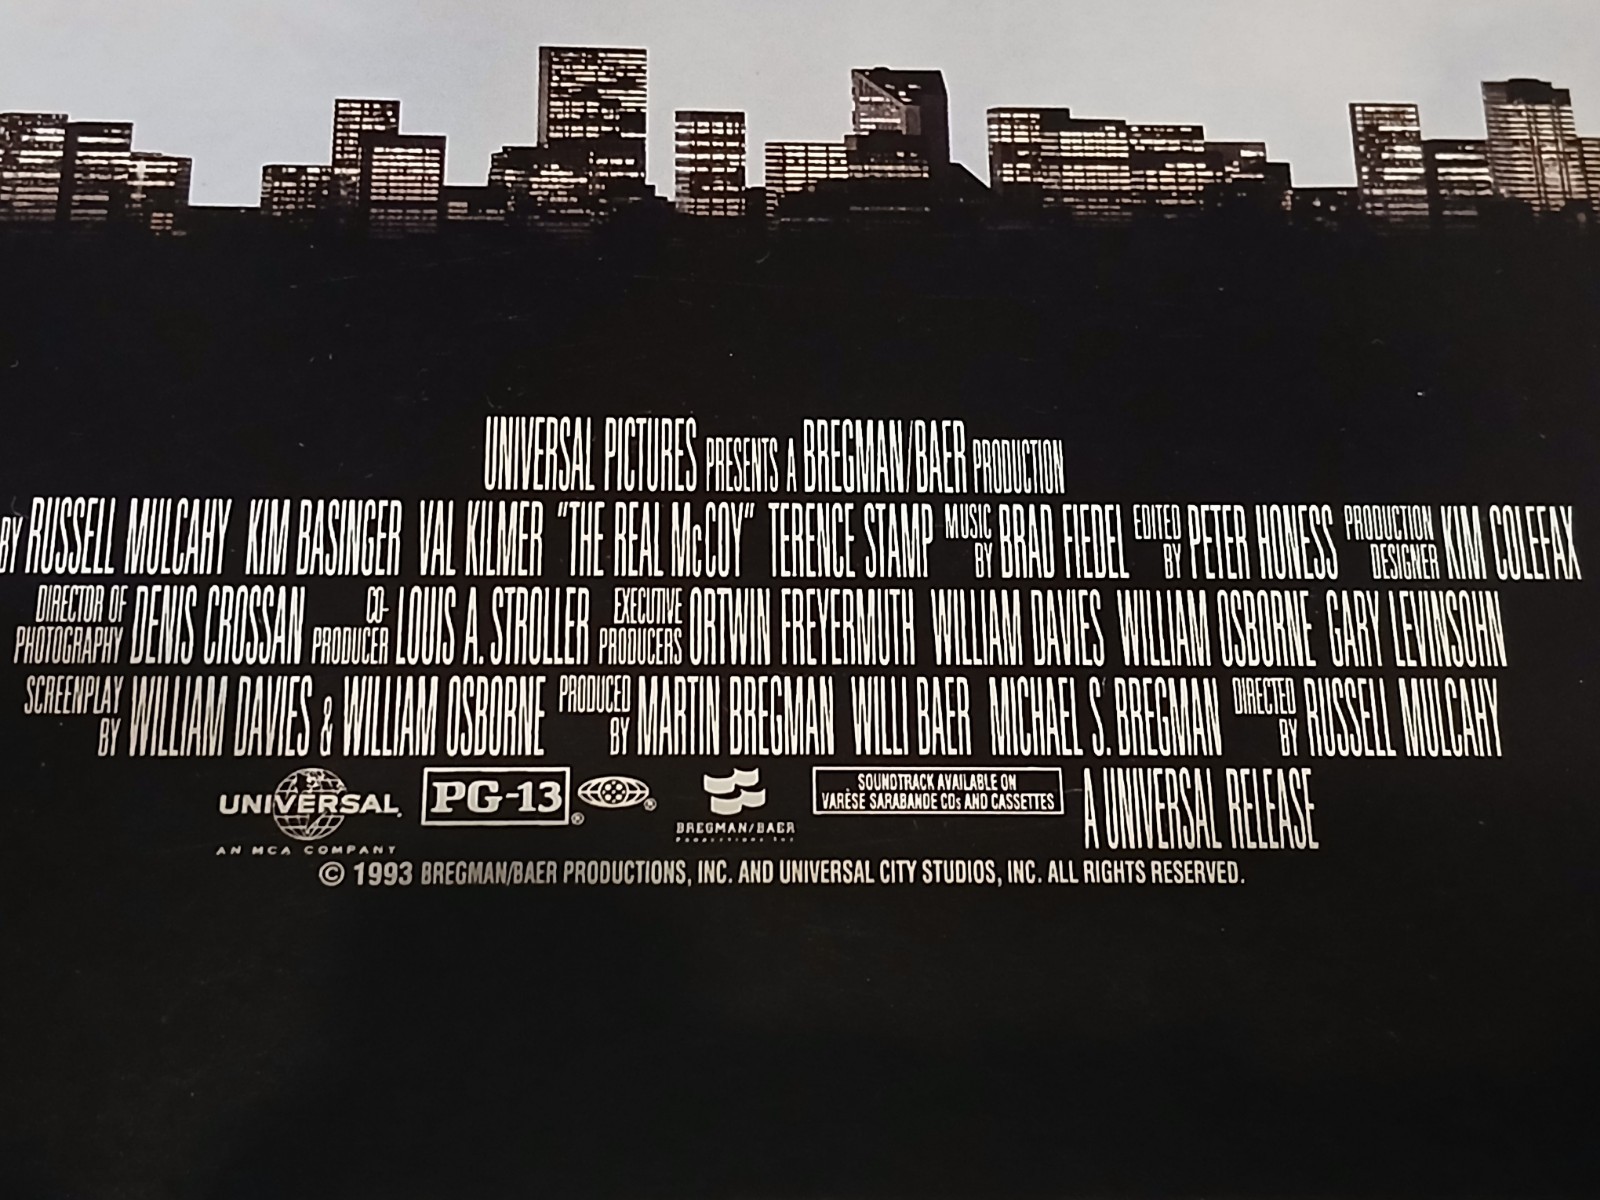 UNIVERSAL PICTURES PRESENTS A BREGMAN/BAER PRODUCTION
BY RUSSELL MULCAHY KIM BASINGER VAL KILMER "THE REAL McCOY" TERENCE STAMP MUSIC BY BRAD FIEDEL EDITED BY PETER HONESS PRODUCTION DESIGNER KIM COLEFAX
DIRECTOR OF PHOTOGRAPHY DENIS CROSSAN CO-PRODUCER LOUIS A. STROLLER EXECUTIVE PRODUCERS ORTWIN FREYERMUTH WILLIAM DAVIES WILLIAM OSBORNE GARY LEVINSOHN
SCREENPLAY BY WILLIAM DAVIES & WILLIAM OSBORNE PRODUCED BY MARTIN BREGMAN WILLI BAER MICHAEL S. BREGMAN DIRECTED BY RUSSELL MULCAHY
UNIVERSAL®
AN MCA COMPANY
PG-13 ® ®
BREGMAN/BAER
Productions Inc
SOUNDTRACK AVAILABLE ON
VARÈSE SARABANDE CDs AND CASSETTES
A UNIVERSAL RELEASE
© 1993 BREGMAN/BAER PRODUCTIONS, INC. AND UNIVERSAL CITY STUDIOS, INC. ALL RIGHTS RESERVED.